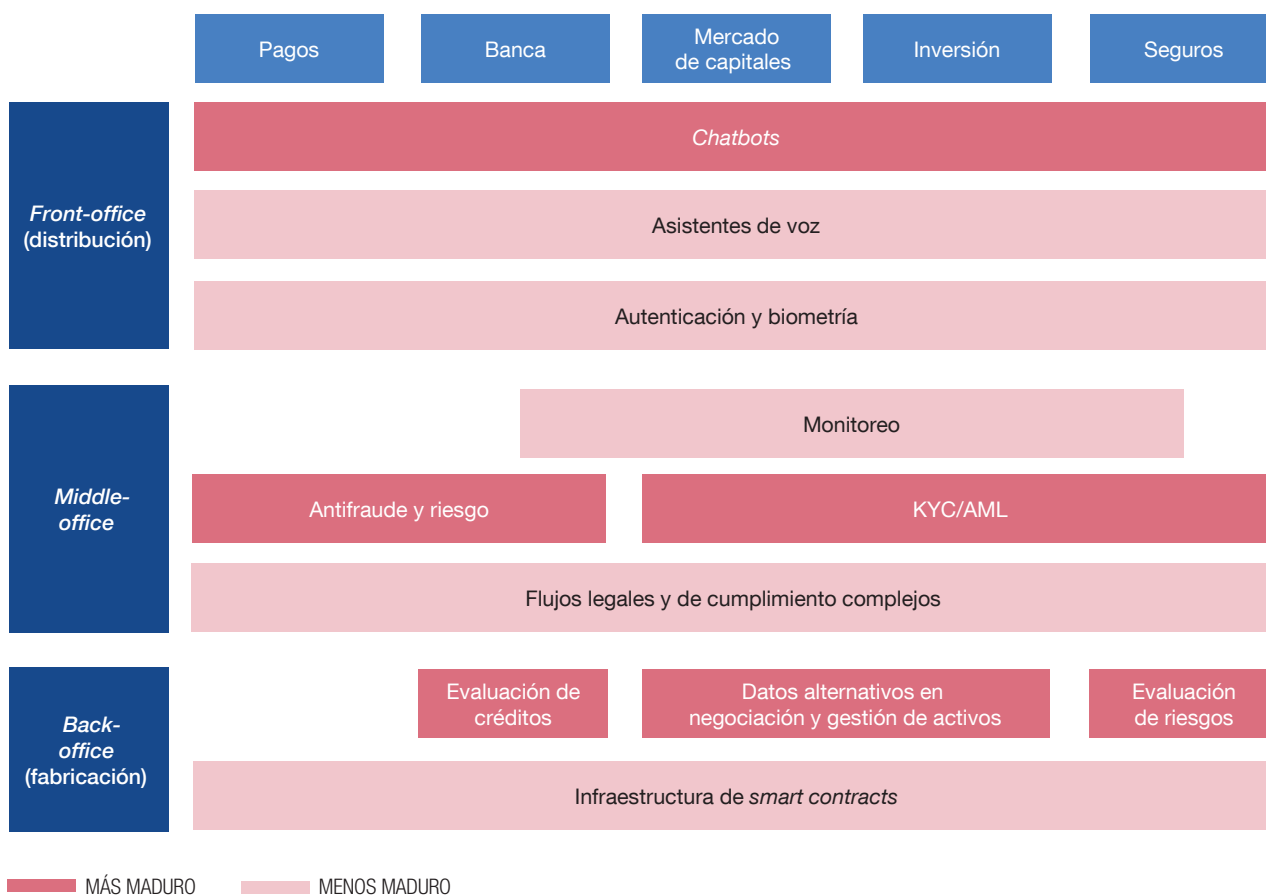 Pagos
Banca
Mercado
de capitales
Inversión
Seguros
Front-office
(distribución)
Chatbots
Asistentes de voz
Autenticación y biometría
Middle-
office
Monitoreo
Antifraude y riesgo
KYC/AML
Flujos legales y de cumplimiento complejos
Back-
office
(fabricación)
Evaluación de
créditos
Datos alternativos en
negociación y gestión de activos
Evaluación
de riesgos
Infraestructura de smart contracts
MÁS MADURO
MENOS MADURO